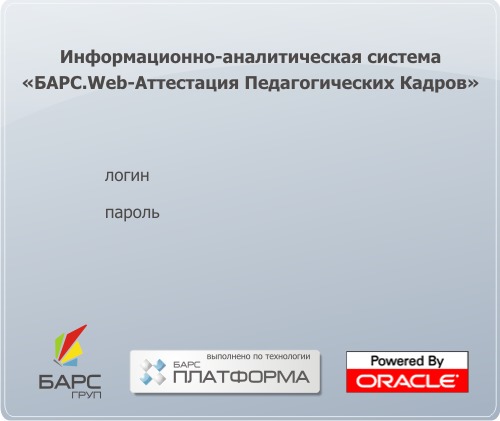 Информационно-аналитическая система
«БАРС.Web-Аттестация Педагогических Кадров»
логин
пароль
БАРС
ГРУП
выполнено по технологии
БАРС
ПЛАТФОРМА
Powered By
ORACLE®